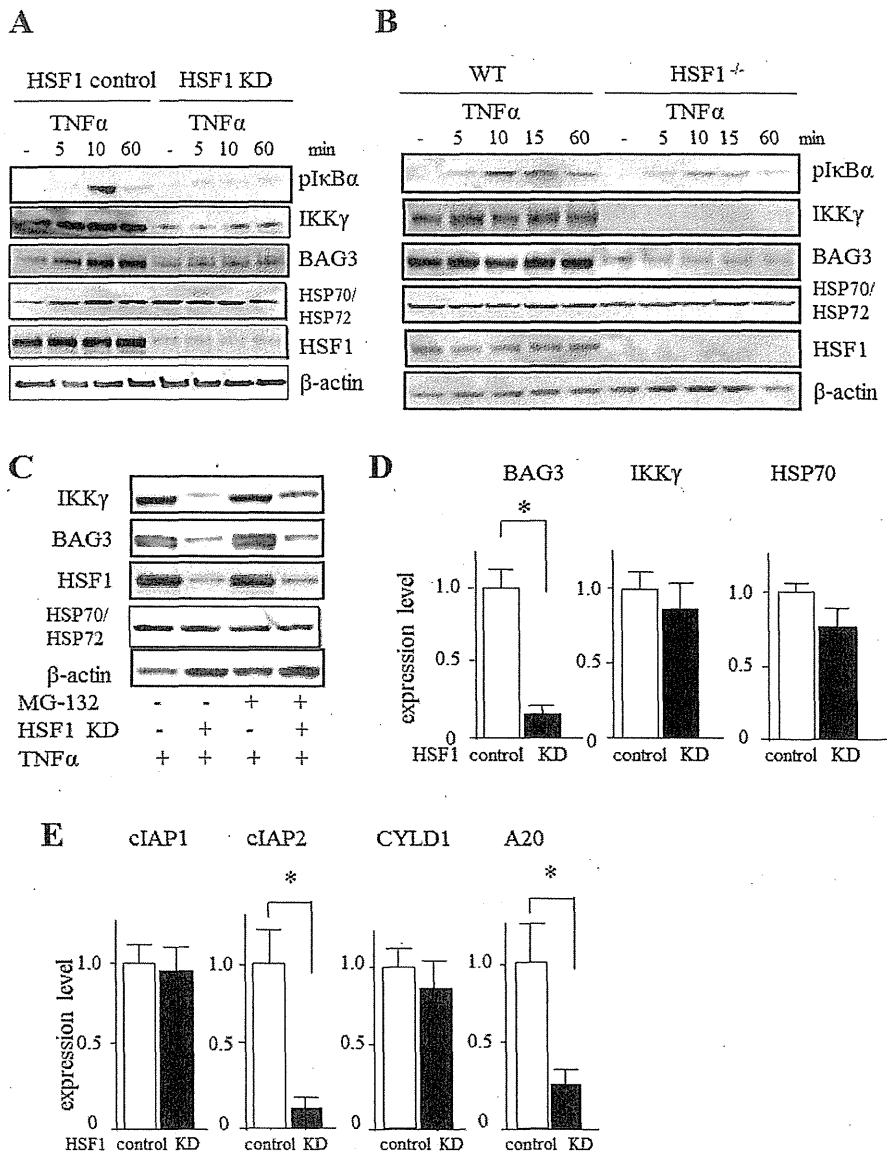 A
HSF1 control HSF1 KD
TNFα TNFα
- 5 10 60 - 5 10 60 min
pIκBα
IKKγ
BAG3
HSP70/
HSP72
HSF1
β-actin
B
WT HSF1 -/-
TNFα TNFα
- 5 10 15 60 - 5 10 15 60 min
pIκBα
IKKγ
BAG3
HSP70/
HSP72
HSF1
β-actin
C
IKKγ
BAG3
HSF1
HSP70/
HSP72
β-actin
MG-132 - - + +
HSF1 KD - + - +
TNFα + + + +
D
BAG3 IKKγ HSP70
*
expression level
1.0 1.0 1.0
0.5 0.5 0.5
0 0 0
HSF1 control KD control KD control KD
E
cIAP1 cIAP2 CYLD1 A20
* *
expression level
1.0 1.0 1.0 1.0
0.5 0.5 0.5 0.5
0 0 0 0
HSF1 control KD control KD control KD control KD